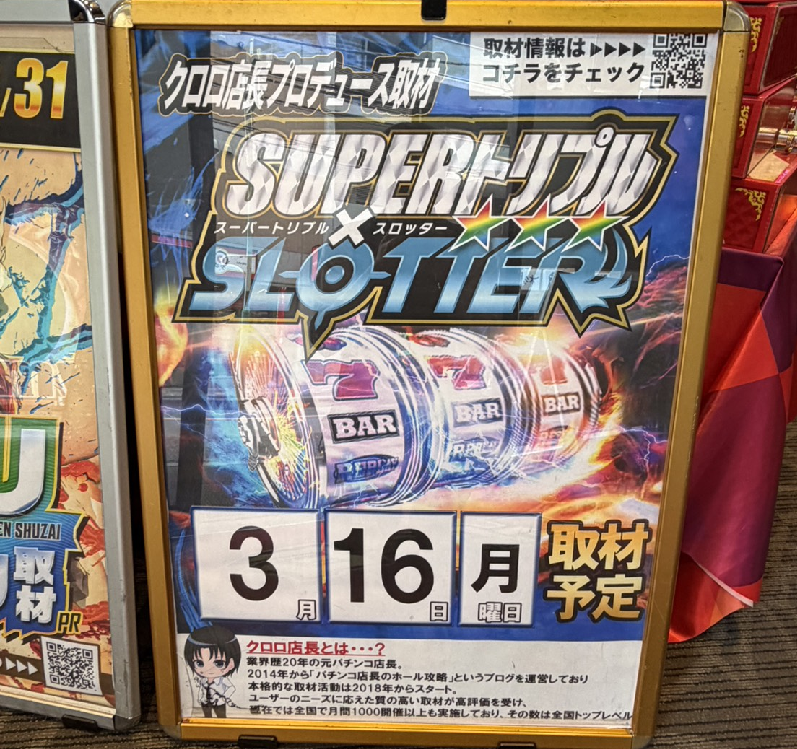 /31
取材情報は▶▶▶▶
コチラをチェック
クロロ店長プロデュース取材
SUPERトリプル
スーパートリプル×スロッター
SLOTTER
7 7 7
BAR BAR BAR
3月16日月曜日
取材予定
EN SHUZAI
取材
PR
クロロ店長とは・・・?
業界歴20年の元パチンコ店長。
2014年から「パチンコ店長のホール攻略」というブログを運営しており
本格的な取材活動は2018年からスタート。
ユーザーのニーズに応えた質の高い取材が高評価を受け、
現在では全国で月間1000開催以上も実施しており、その数は全国トップレベル